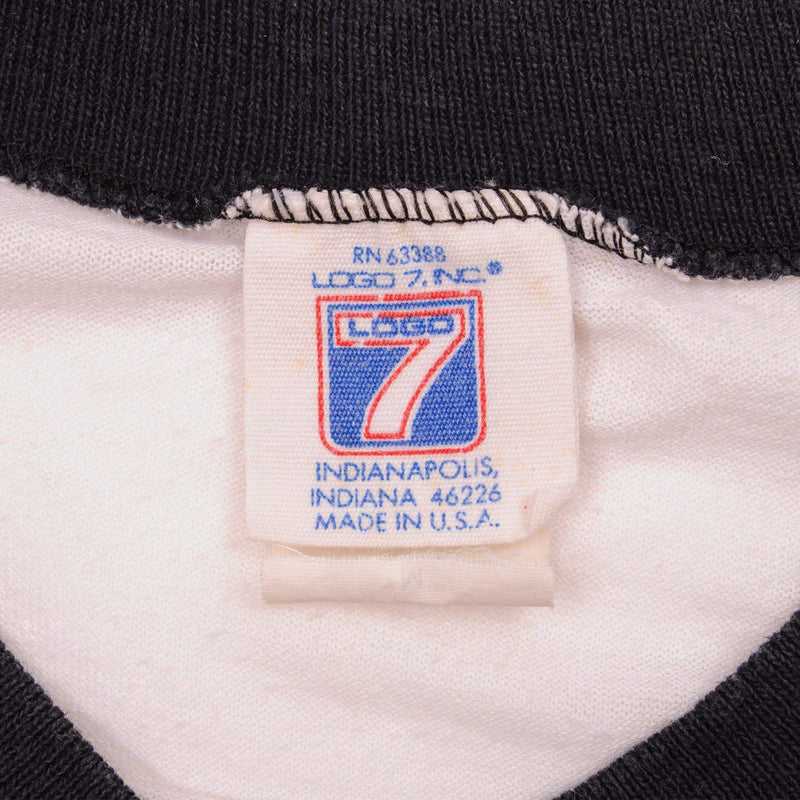 RN 63388
LOGO 7, INC.®
LOGO
7
INDIANAPOLIS,
INDIANA 46226
MADE IN U.S.A.